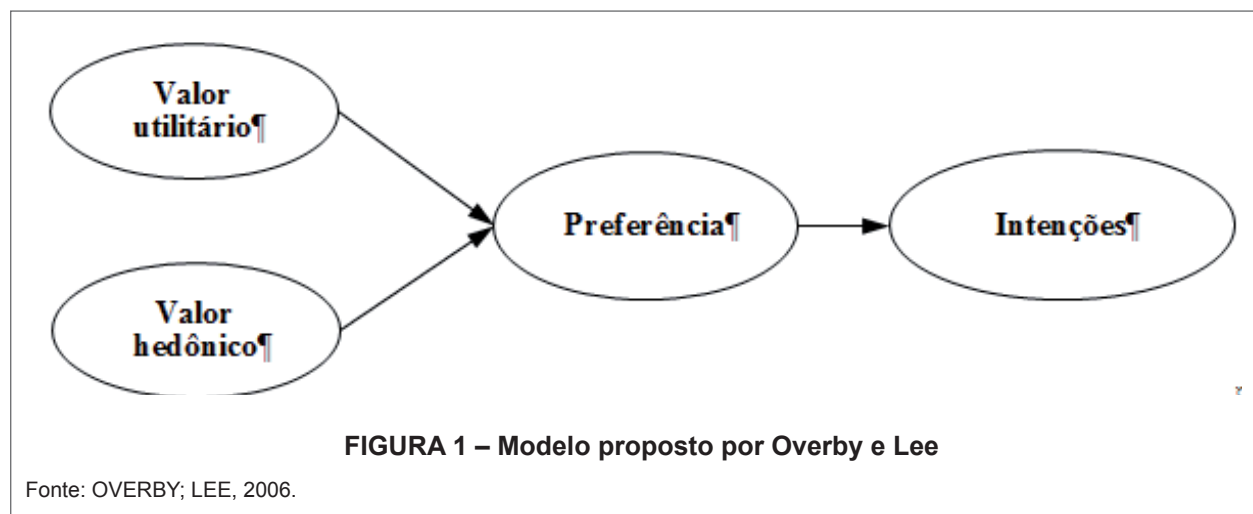 Valor
utilitário¶
Preferência¶
Intenções¶
Valor
hedônico¶
FIGURA 1 – Modelo proposto por Overby e Lee
Fonte: OVERBY; LEE, 2006.